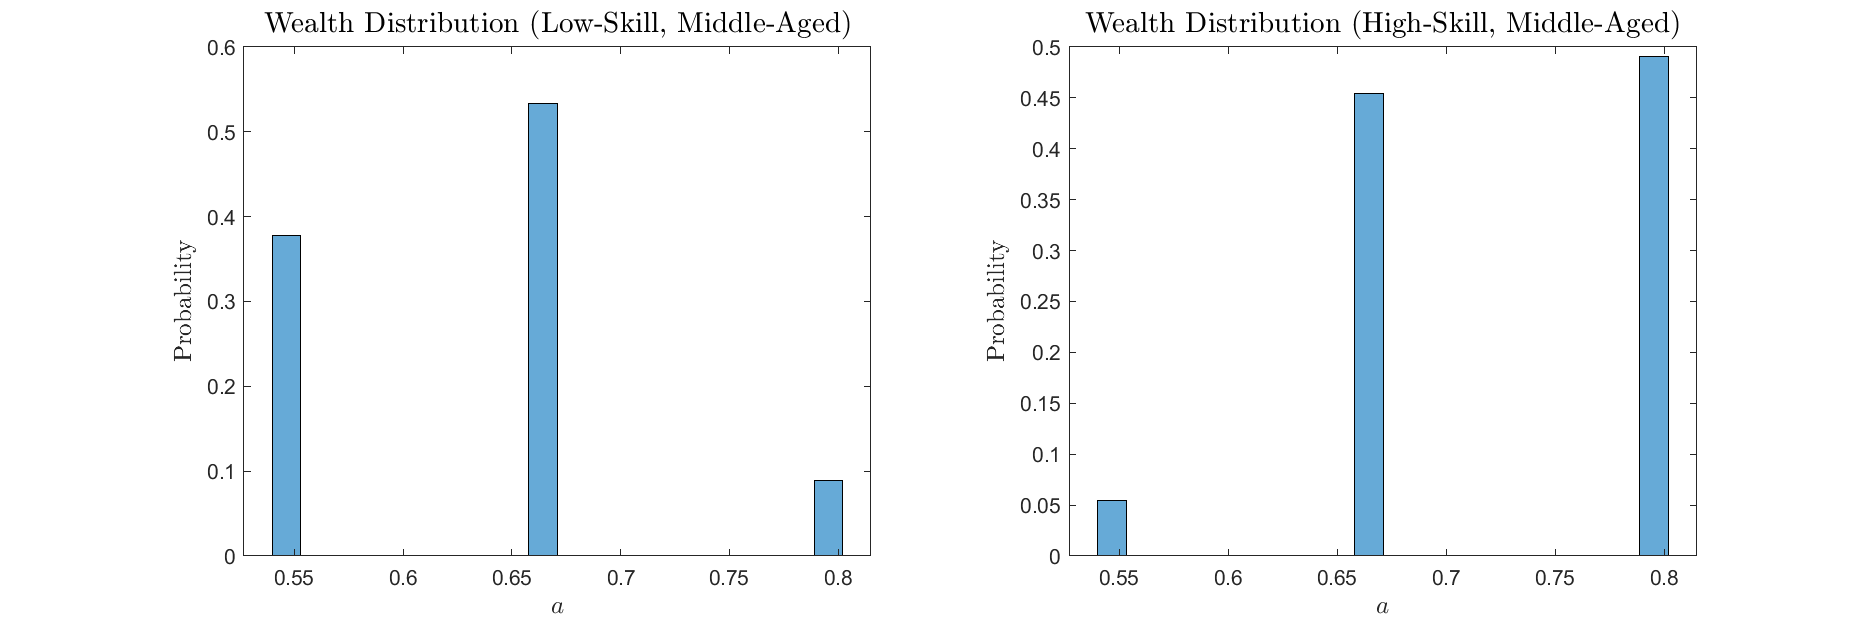 Wealth Distribution (Low-Skill, Middle-Aged)
0.6
0.5
0.4
0.3
0.2
0.1
0
Probability
0.55 0.6 0.65 0.7 0.75 0.8
a
Wealth Distribution (High-Skill, Middle-Aged)
0.5
0.45
0.4
0.35
0.3
0.25
0.2
0.15
0.1
0.05
0
Probability
0.55 0.6 0.65 0.7 0.75 0.8
a